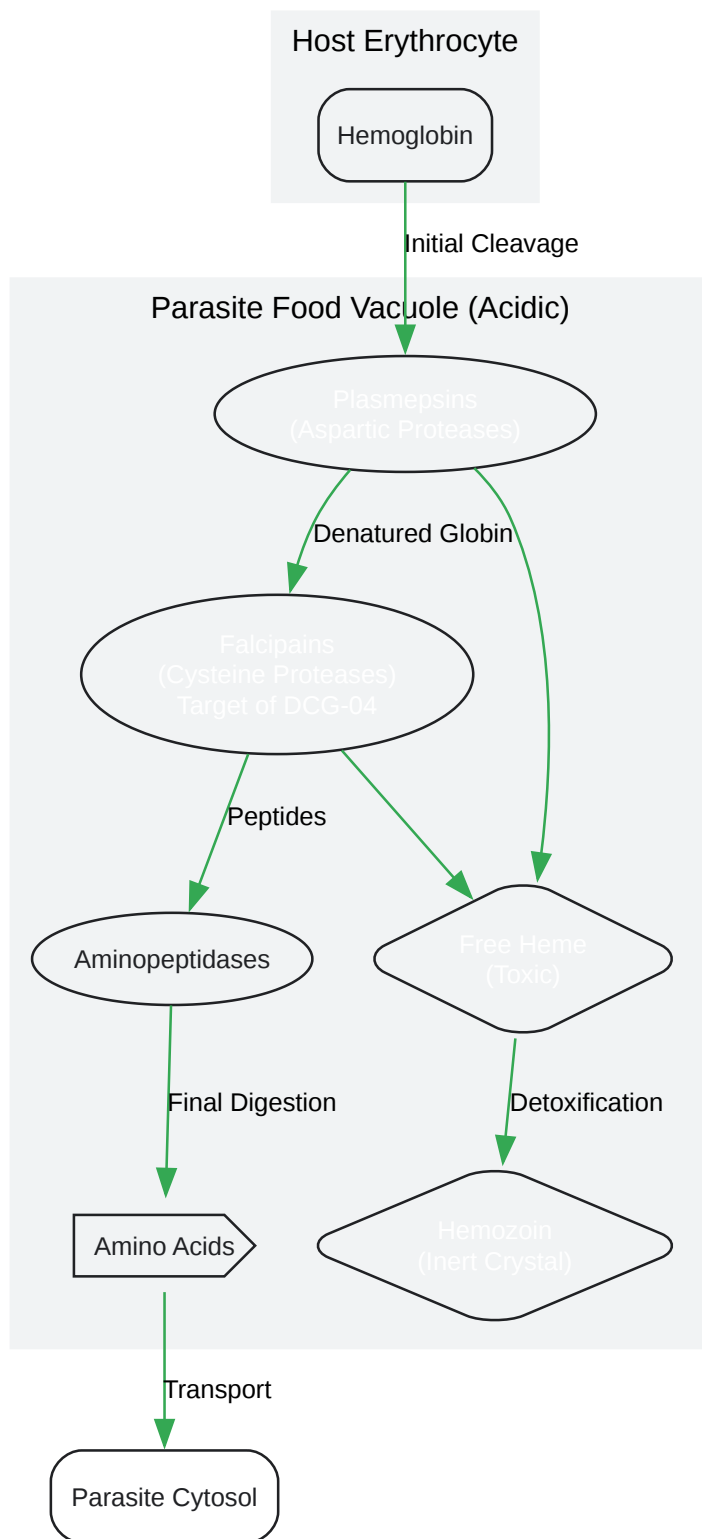 Host Erythrocyte
Hemoglobin
Initial Cleavage
Parasite Food Vacuole (Acidic)
Plasmepsins
(Aspartic Proteases)
Denatured Globin
Falcipains
(Cysteine Proteases)
Target of DCG-04
Peptides
Aminopeptidases
Free Heme
(Toxic)
Final Digestion
Detoxification
Amino Acids
Hemozoin
(Inert Crystal)
Transport
Parasite Cytosol